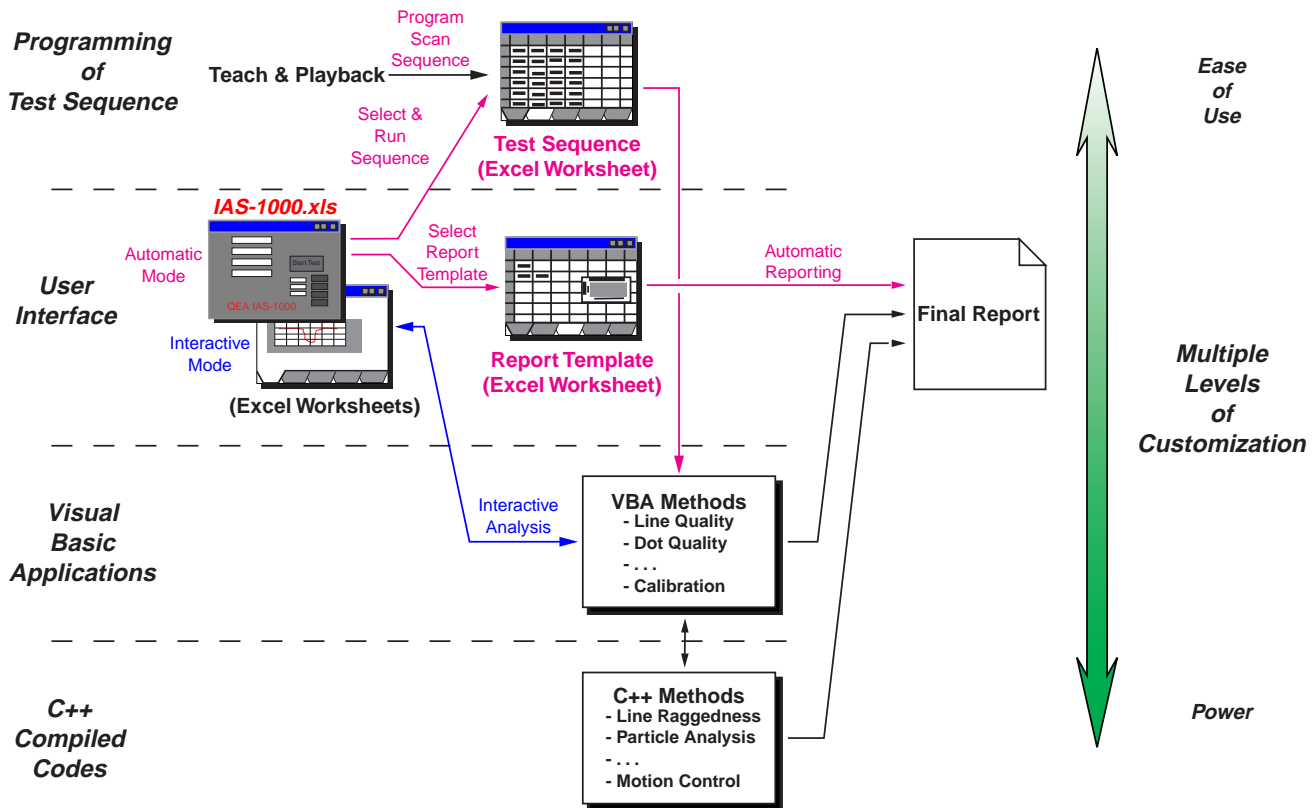 Programming
of
Test Sequence
Teach & Playback
Program
Scan
Sequence
Select &
Run
Sequence
Test Sequence
(Excel Worksheet)
Ease
of
Use
User
Interface
IAS-1000.xls
Automatic
Mode
Start Test
QEA IAS-1000
Interactive
Mode
(Excel Worksheets)
Select
Report
Template
Report Template
(Excel Worksheet)
Automatic
Reporting
Final Report
Multiple
Levels
of
Customization
Visual
Basic
Applications
Interactive
Analysis
VBA Methods
- Line Quality
- Dot Quality
- . . .
- Calibration
C++
Compiled
Codes
C++ Methods
- Line Raggedness
- Particle Analysis
- . . .
- Motion Control
Power